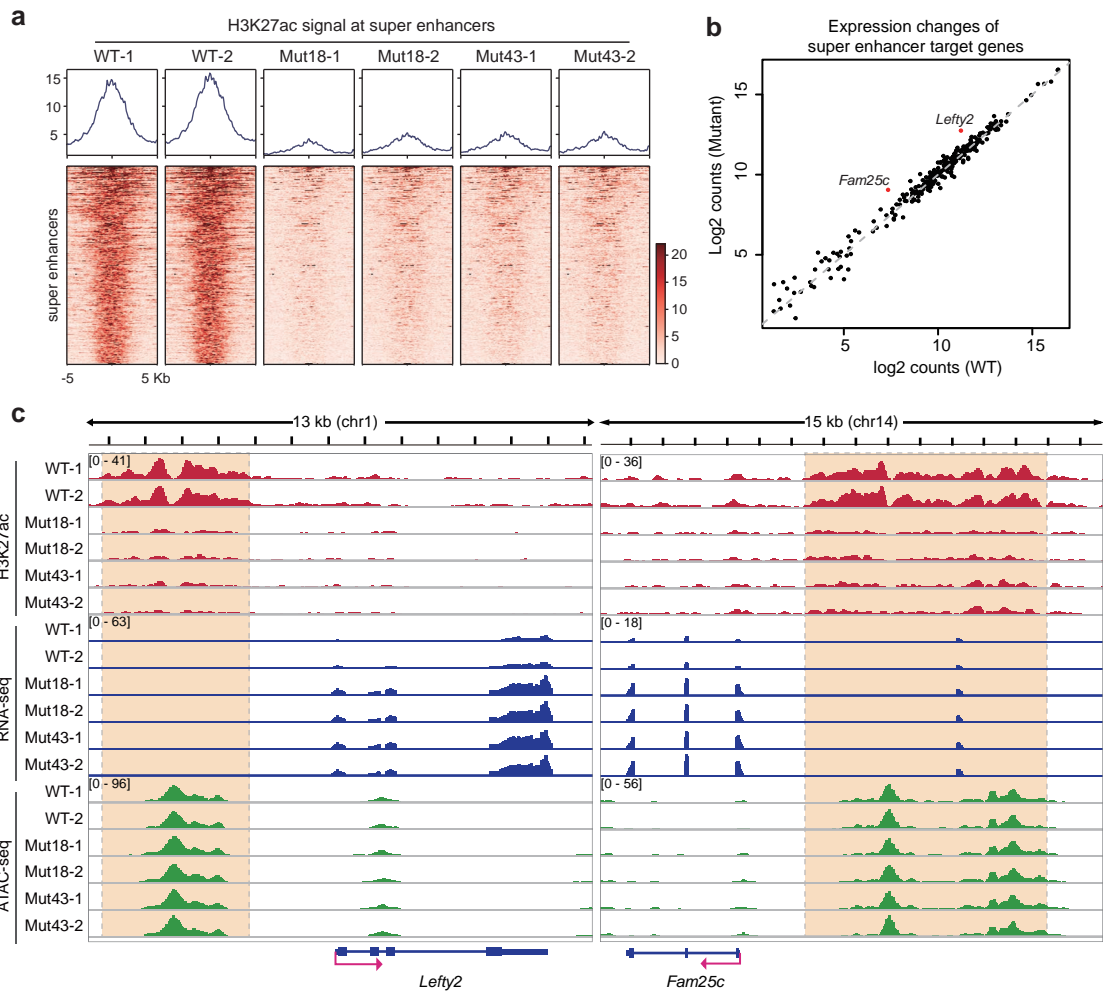 a
H3K27ac signal at super enhancers
WT-1 WT-2 Mut18-1 Mut18-2 Mut43-1 Mut43-2
15
10
5
super enhancers
20
15
10
5
0
-5 5 Kb
b
Expression changes of
super enhancer target genes
Log2 counts (Mutant)
15
10
5
Lefty2
Fam25c
5 10 15
log2 counts (WT)
c
13 kb (chr1) 15 kb (chr14)
H3K27ac
WT-1 [0 - 41] [0 - 36]
WT-2
Mut18-1
Mut18-2
Mut43-1
Mut43-2
RNA-seq
WT-1 [0 - 63] [0 - 18]
WT-2
Mut18-1
Mut18-2
Mut43-1
Mut43-2
ATAC-seq
WT-1 [0 - 96] [0 - 56]
WT-2
Mut18-1
Mut18-2
Mut43-1
Mut43-2
Lefty2 Fam25c